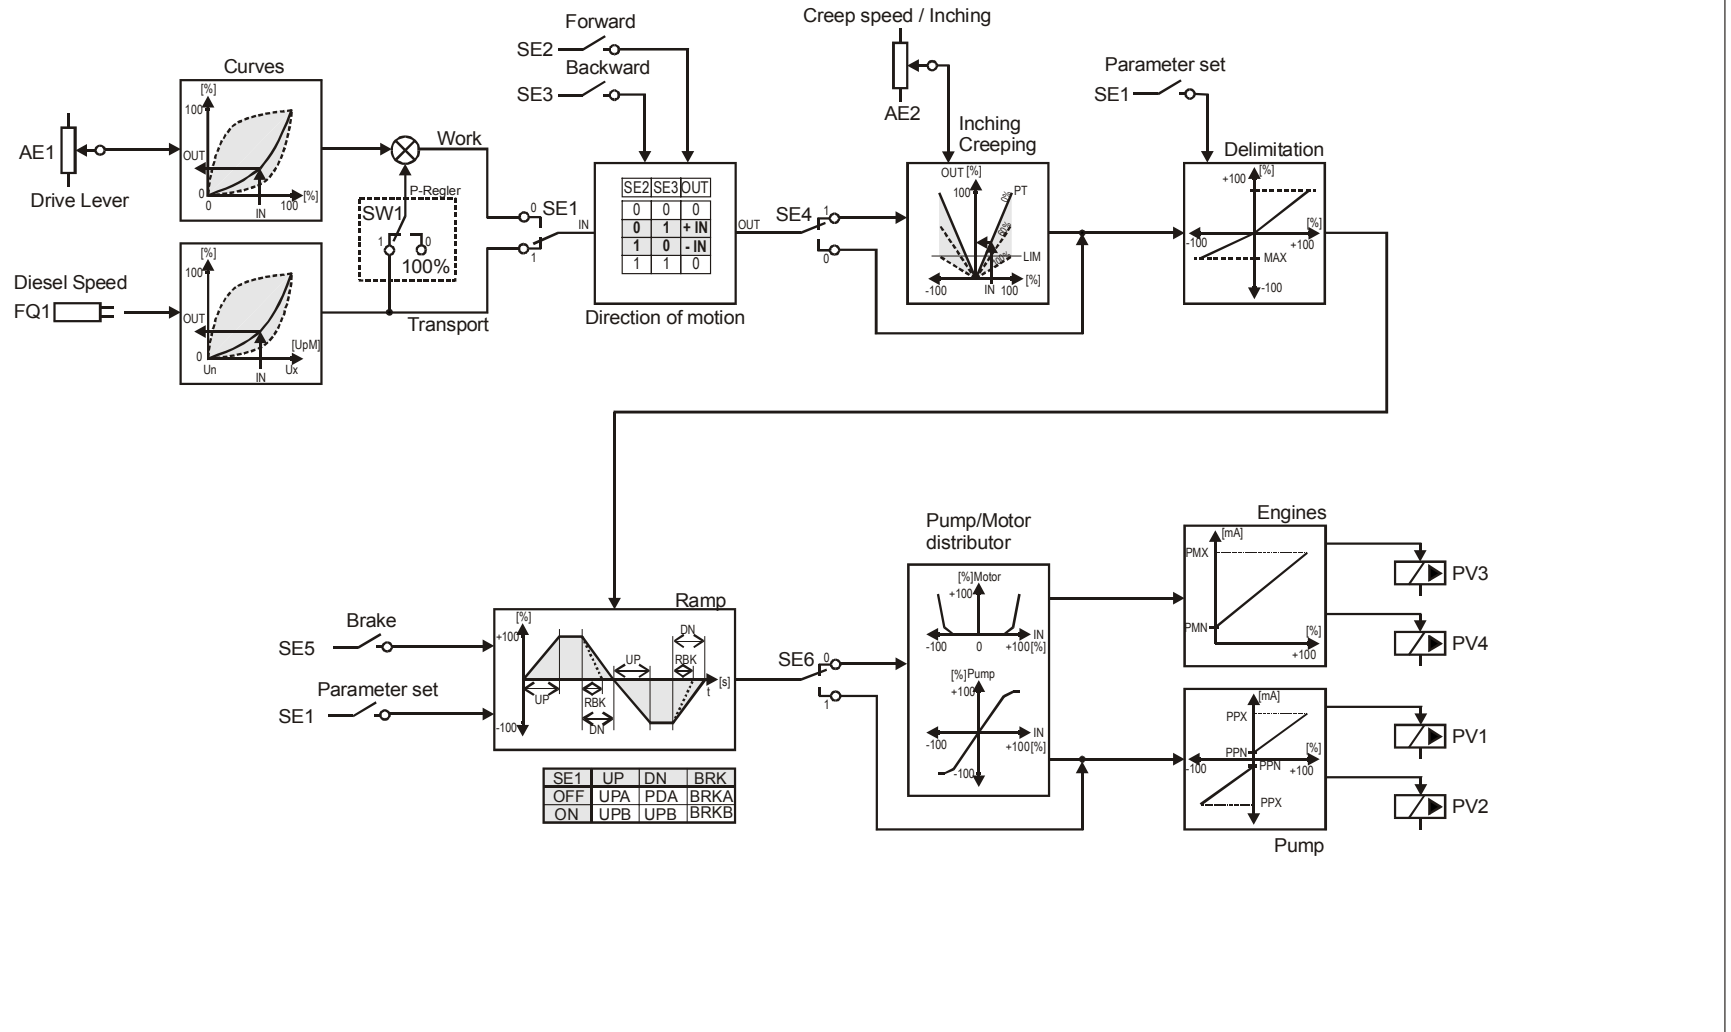 Forward
SE2
Backward
SE3
Creep speed / Inching
AE2
Parameter set
SE1
Curves
[%]
100
OUT
0
0
IN
100
[%]
AE1
Drive Lever
Work
P-Regler
SW1
1
0
100%
Diesel Speed
FQ1
[%]
100
OUT
0
[UpM]
Un
IN
Ux
Transport
0
SE1
1
IN
SE2 SE3 OUT
0 0 0
0 1 + IN
1 0 - IN
1 1 0
OUT
Direction of motion
SE4
1
0
Inching
Creeping
OUT [%]
100
PT
0%
LIM
-100
IN
100
[%]
Delimitation
+100
[%]
[%]
-100
+100
MAX
-100
Brake
SE5
Parameter set
SE1
Ramp
[%]
+100
-100
UP
RBK
DN
UP
DN
RBK
t
[s]
SE1 UP DN BRK
OFF UPA PDA BRKA
ON UPB UPB BRKB
SE6
0
1
Pump/Motor
distributor
[%]Motor
+100
IN
-100
0
+100[%]
[%]Pump
+100
IN
-100
+100[%]
-100
Engines
[mA]
PMX
PMN
[%]
+100
PV3
PV4
[mA]
PPX
PPN
[%]
-100
PPN
+100
PPX
PV1
PV2
Pump